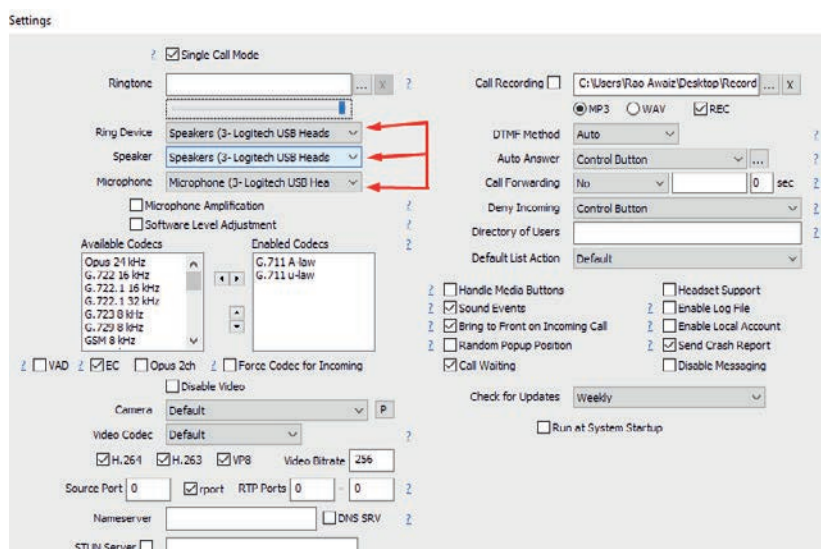 Settings
? Single Call Mode
Ringtone ... x ?
Ring Device Speakers (3- Logitech USB Heads
Speaker Speakers (3- Logitech USB Heads
Microphone Microphone (3- Logitech USB Hea
Microphone Amplification ?
Software Level Adjustment ?
Available Codecs Enabled Codecs ?
Opus 24 kHz
G.722 16 kHz
G.722.1 16 kHz
G.722.1 32 kHz
G.723 8 kHz
G.729 8 kHz
GSM 8 kHz
G.711 A-law
G.711 u-law
? VAD ? EC Opus 2ch ? Force Codec for Incoming
Disable Video
Camera Default P
Video Codec Default ?
H.264 H.263 VP8 Video Bitrate 256
Source Port 0 rport RTP Ports 0 - 0 ?
Nameserver DNS SRV ?
STUN Server
Call Recording C:\Users\Rao Awaiz\Desktop\Record ... x
MP3 WAV REC
DTMF Method Auto ?
Auto Answer Control Button ... ?
Call Forwarding No 0 sec ?
Deny Incoming Control Button ?
Directory of Users ?
Default List Action Default
? Handle Media Buttons Headset Support
? Sound Events ? Enable Log File
? Bring to Front on Incoming Call ? Enable Local Account
? Random Popup Position ? Send Crash Report
Call Waiting Disable Messaging
Check for Updates Weekly
Run at System Startup